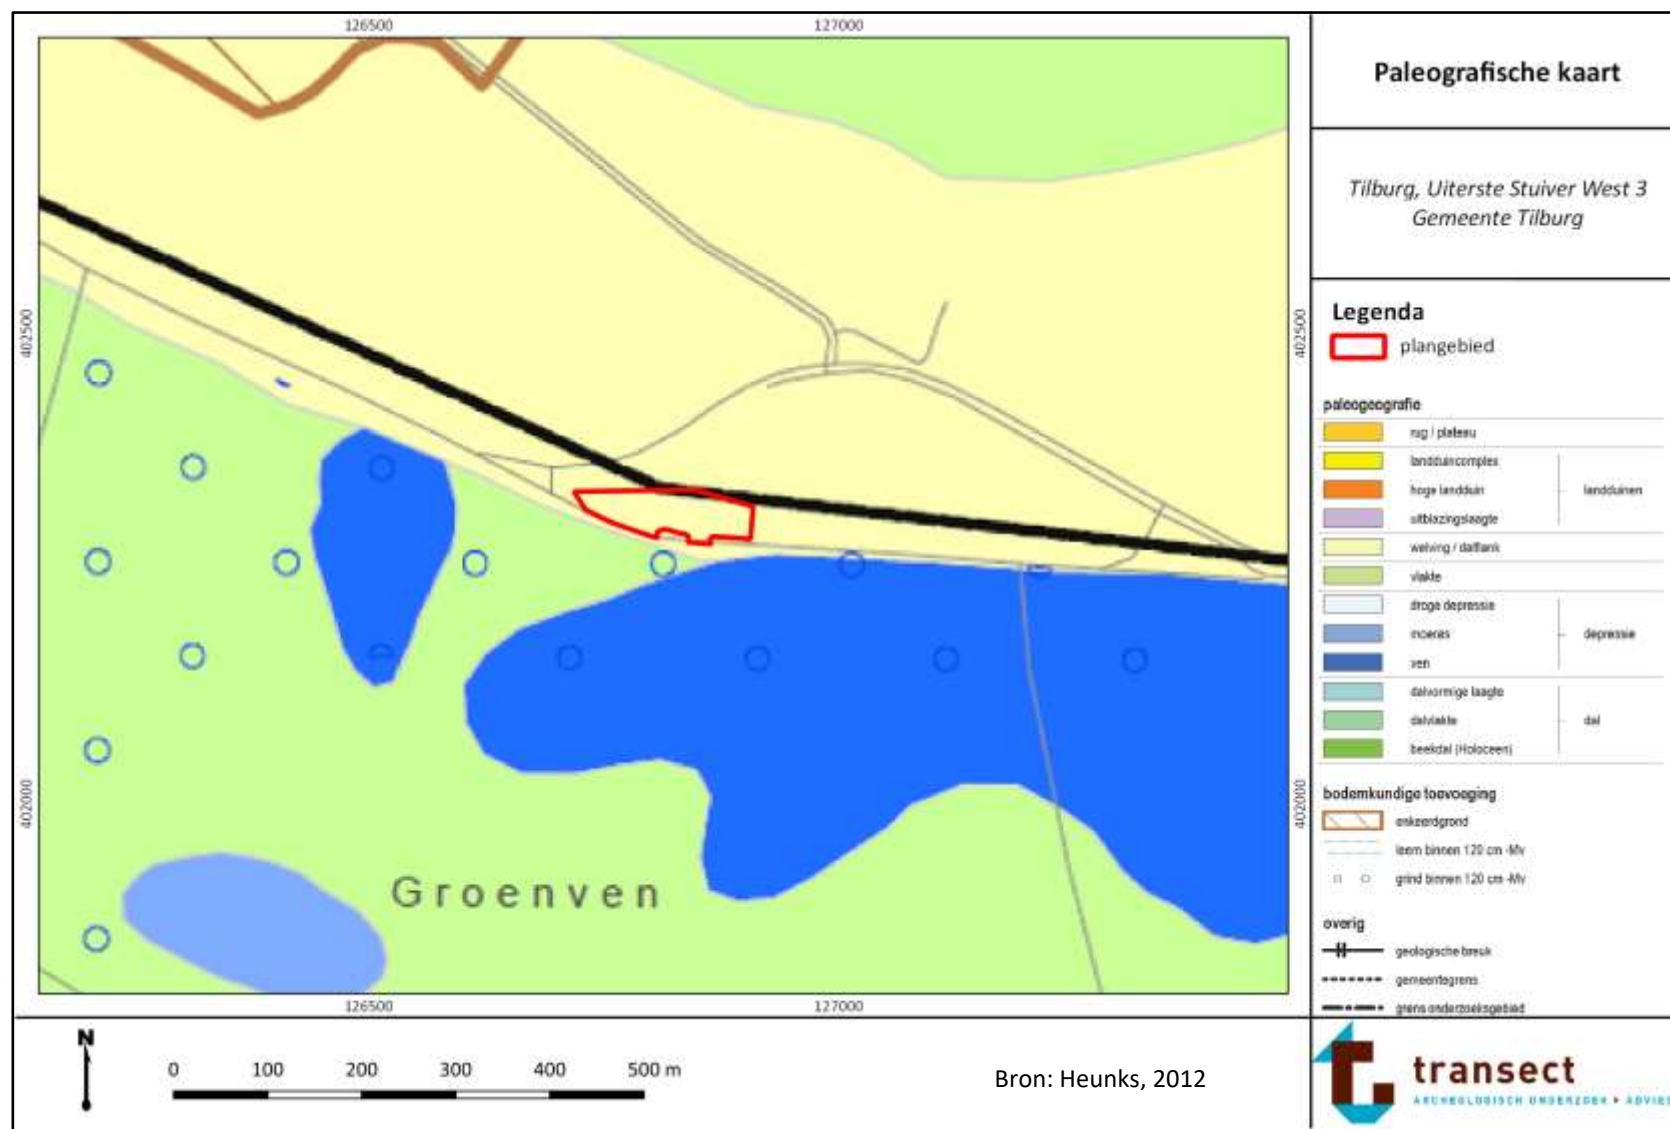 126500
127000
402500
402500
402000
402000
Groenven
126500
127000
N
0 100 200 300 400 500 m
Bron: Heunks, 2012
Paleografische kaart
Tilburg, Uiterste Stuiver West 3
Gemeente Tilburg
Legenda
plangebied
paleogeografie
rug / plateau
landduincomplex
hoge landduin
landduinen
uitblazingslaagte
welving / dalflank
vlakte
droge depressie
moeras
depressie
ven
dalvormige laagte
dalvlakte
dal
beekdal (Holoceen)
bodemkundige toevoeging
enkeerdgrond
leem binnen 120 cm -Mv
grind binnen 120 cm -Mv
overig
geologische breuk
gemeentegrens
grens onderzoeksgebied
transect
ARCHEOLOGISCH ONDERZOEK • ADVIES